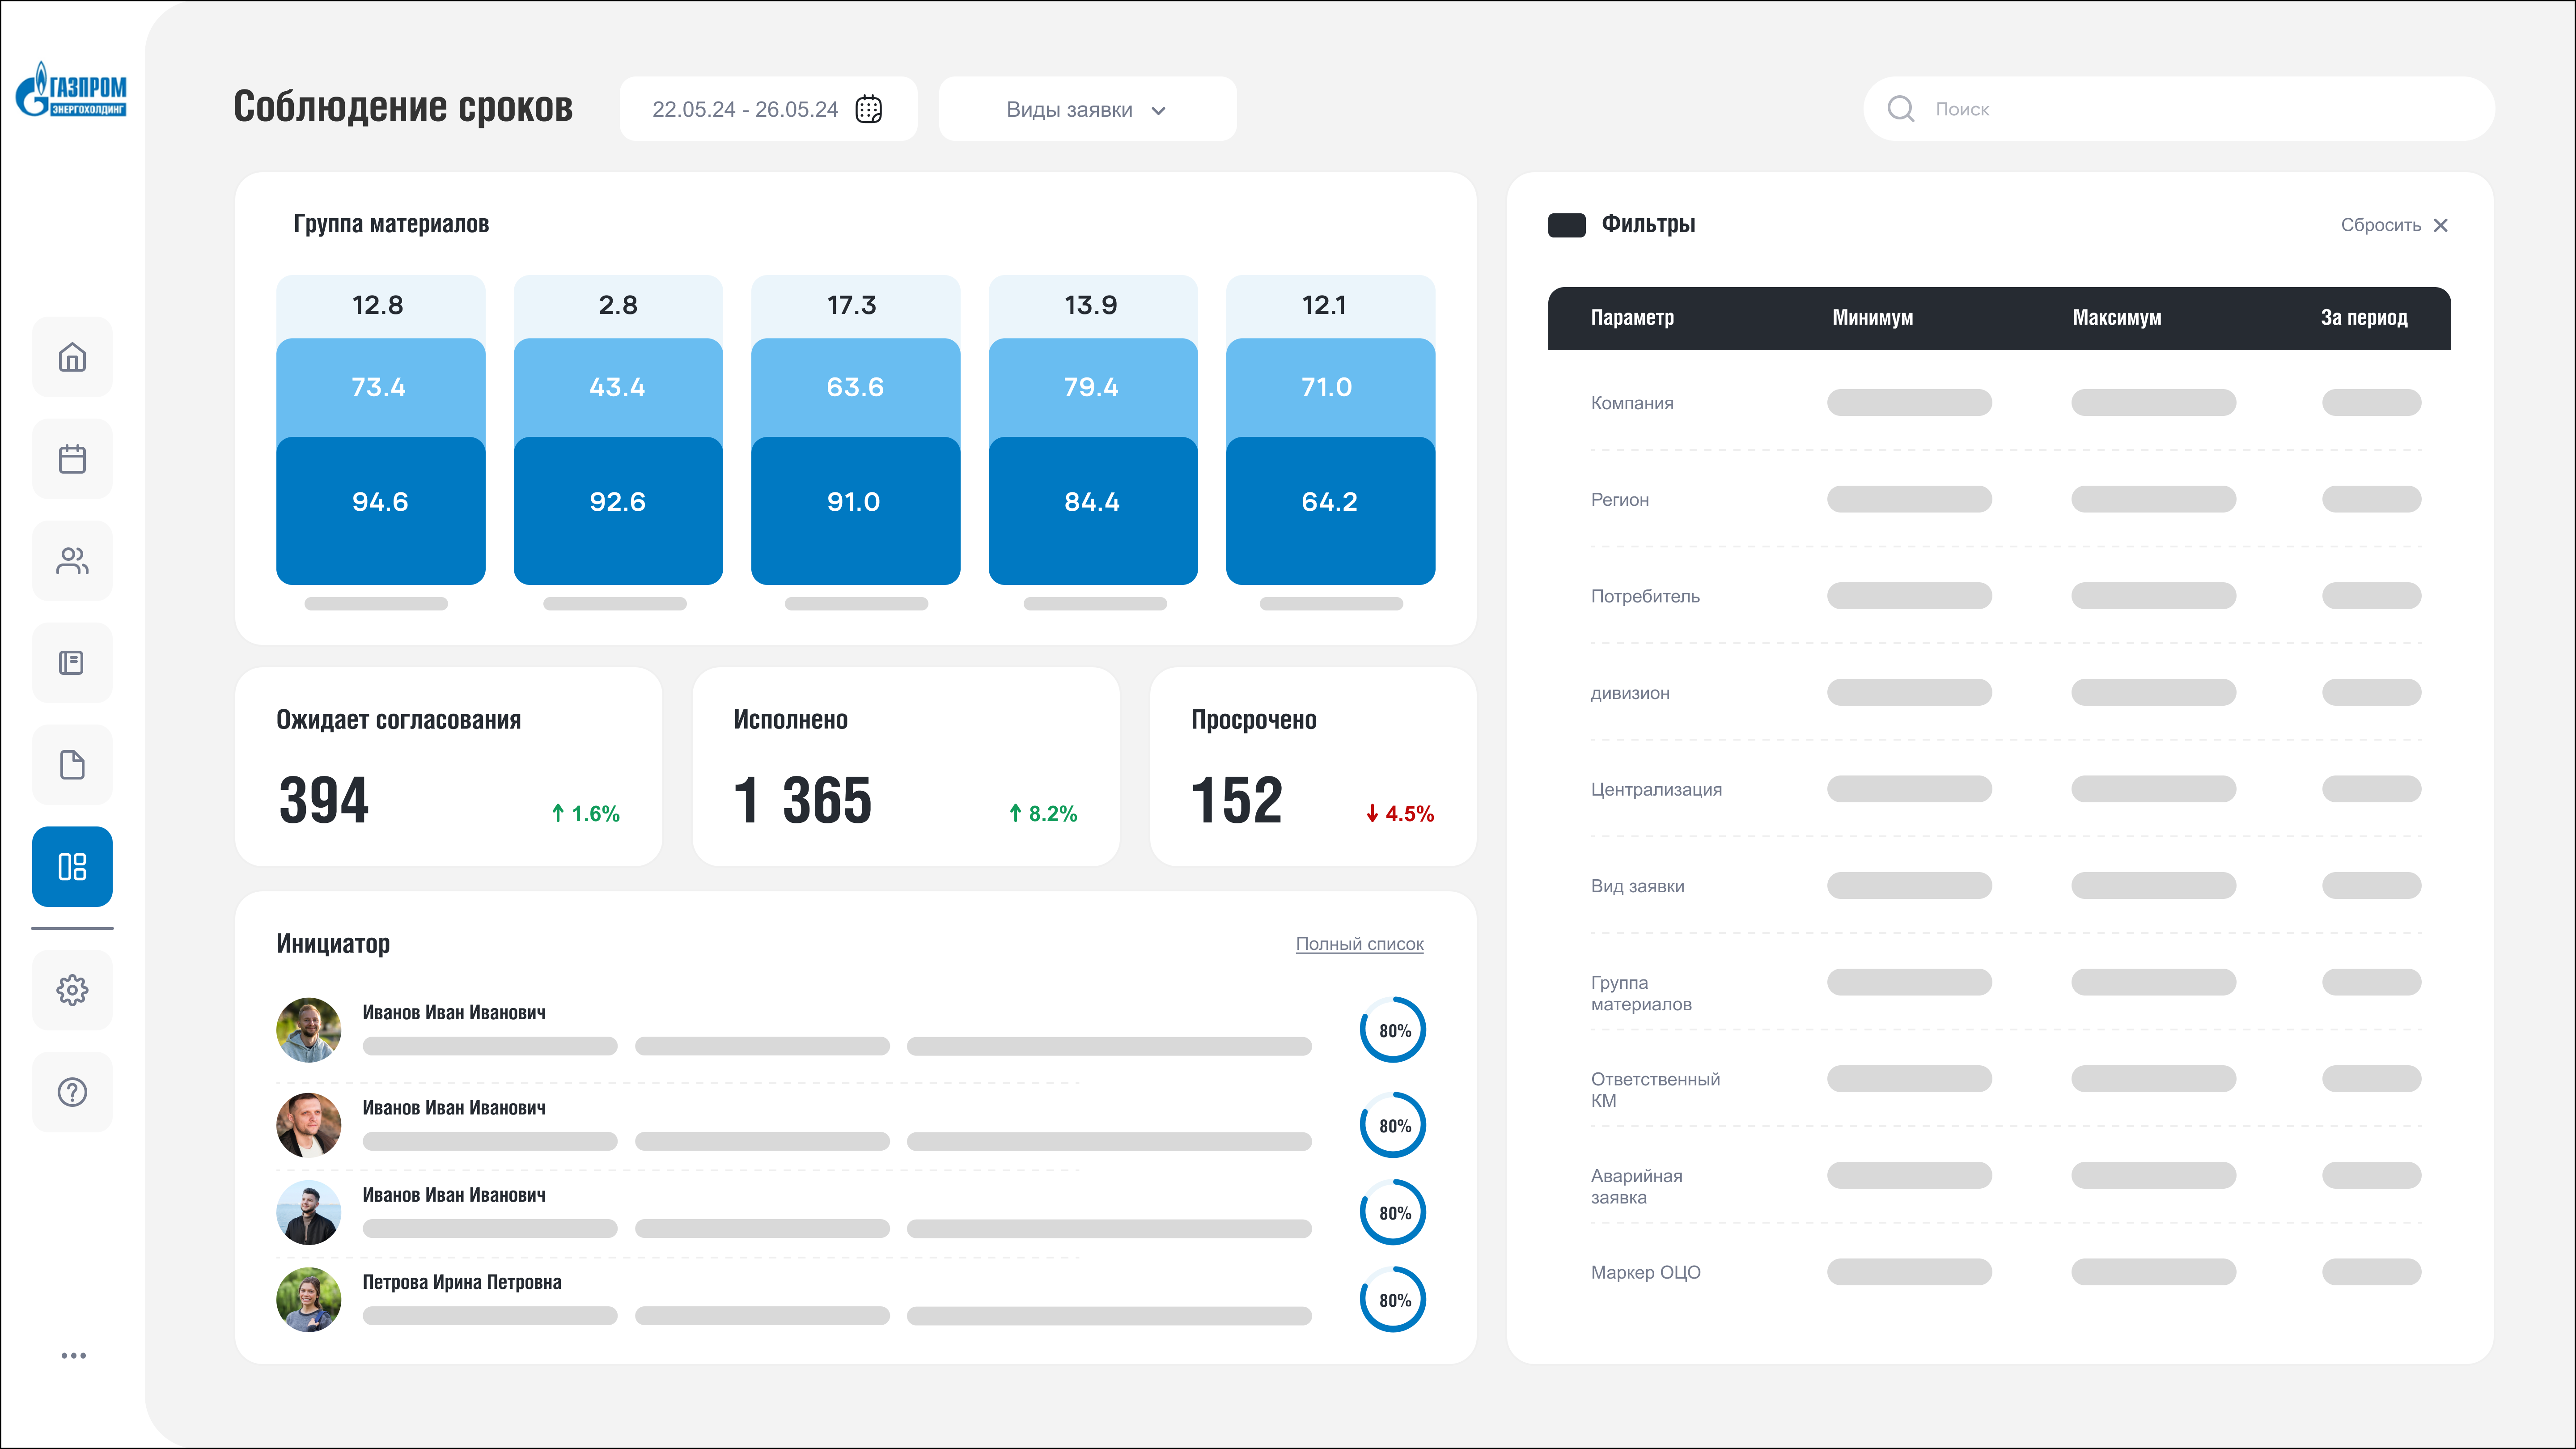 ГАЗПРОМ
ЭНЕРГОХОЛДИНГ
Соблюдение сроков
22.05.24 - 26.05.24
Виды заявки
Поиск
Группа материалов
12.8 2.8 17.3 13.9 12.1
73.4 43.4 63.6 79.4 71.0
94.6 92.6 91.0 84.4 64.2
Ожидает согласования
394
1.6%
Исполнено
1 365
8.2%
Просрочено
152
4.5%
Инициатор
Полный список
Иванов Иван Иванович
80%
Иванов Иван Иванович
80%
Иванов Иван Иванович
80%
Петрова Ирина Петровна
80%
Фильтры
Сбросить
Параметр Минимум Максимум За период
Компания
Регион
Потребитель
дивизион
Централизация
Вид заявки
Группа
материалов
Ответственный
КМ
Аварийная
заявка
Маркер ОЦО